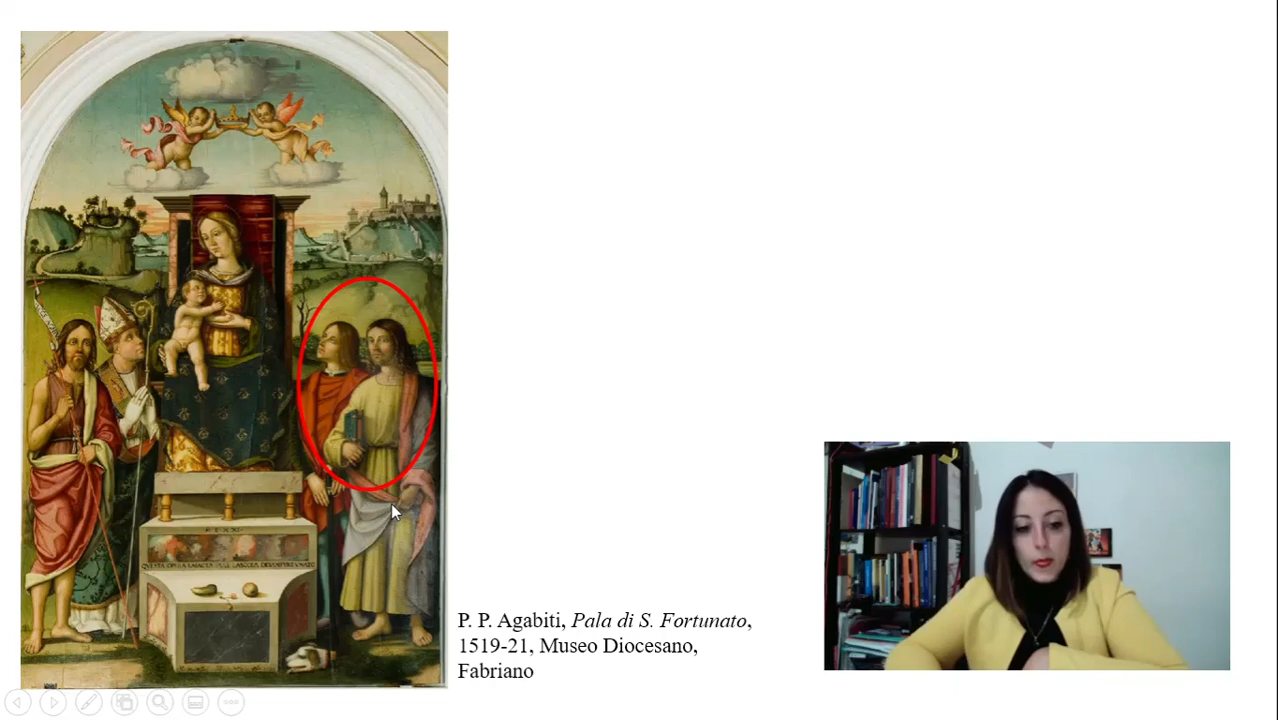 P. P. Agabiti, Pala di S. Fortunato,
1519-21, Museo Diocesano,
Fabriano